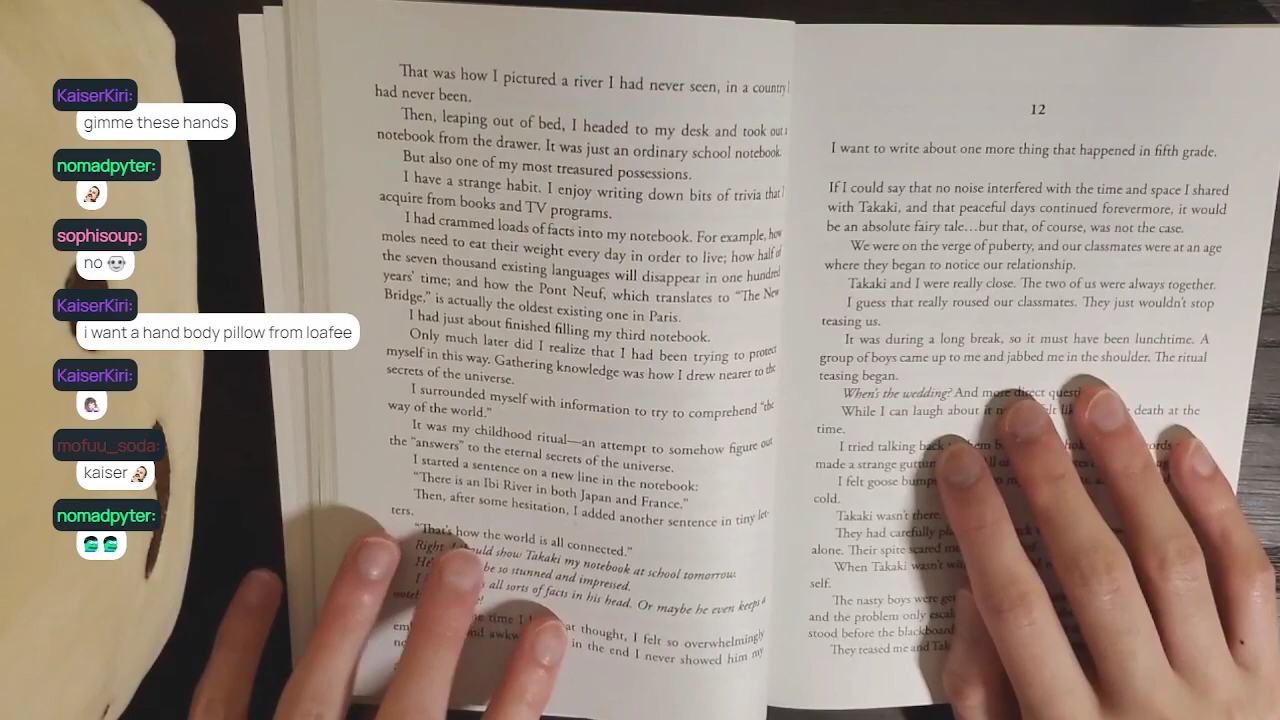 KaiserKiri:
gimme these hands
nomadpyter:
sophisoup:
no
KaiserKiri:
i want a hand body pillow from loafee
KaiserKiri:
mofuu_soda:
kaiser
nomadpyter:
That was how I pictured a river I had never seen, in a country I
had never been.
Then, leaping out of bed, I headed to my desk and took out a
notebook from the drawer. It was just an ordinary school notebook.
But also one of my most treasured possessions.
I have a strange habit. I enjoy writing down bits of trivia that I
acquire from books and TV programs.
I had crammed loads of facts into my notebook. For example, how
moles need to eat their weight every day in order to live; how half of
the seven thousand existing languages will disappear in one hundred
years' time; and how the Pont Neuf, which translates to "The New
Bridge," is actually the oldest existing one in Paris.
I had just about finished filling my third notebook.
Only much later did I realize that I had been trying to protect
myself in this way. Gathering knowledge was how I drew nearer to the
secrets of the universe.
I surrounded myself with information to try to comprehend "the
way of the world."
It was my childhood ritual—an attempt to somehow figure out
the "answers" to the eternal secrets of the universe.
I started a sentence on a new line in the notebook:
"There is an Ibi River in both Japan and France."
Then, after some hesitation, I added another sentence in tiny let-
ters.
"That's how the world is all connected."
Right, I should show Takaki my notebook at school tomorrow.
be so stunned and impressed.
I all sorts of facts in his head. Or maybe he even keeps a
time I at thought, I felt so overwhelmingly
in the end I never showed him my
12
I want to write about one more thing that happened in fifth grade.
If I could say that no noise interfered with the time and space I shared
with Takaki, and that peaceful days continued forevermore, it would
be an absolute fairy tale…but that, of course, was not the case.
We were on the verge of puberty, and our classmates were at an age
where they began to notice our relationship.
Takaki and I were really close. The two of us were always together.
I guess that really roused our classmates. They just wouldn't stop
teasing us.
It was during a long break, so it must have been lunchtime. A
group of boys came up to me and jabbed me in the shoulder. The ritual
teasing began.
When's the wedding? And more direct
While I can laugh about it death at the
time.
I tried talking back
made a strange
I felt goose
cold.
Takaki wasn't there.
They had carefully
alone. Their spite scared
When Takaki wasn't
self.
The nasty boys were
and the problem only
stood before the blackboard
They teased me and